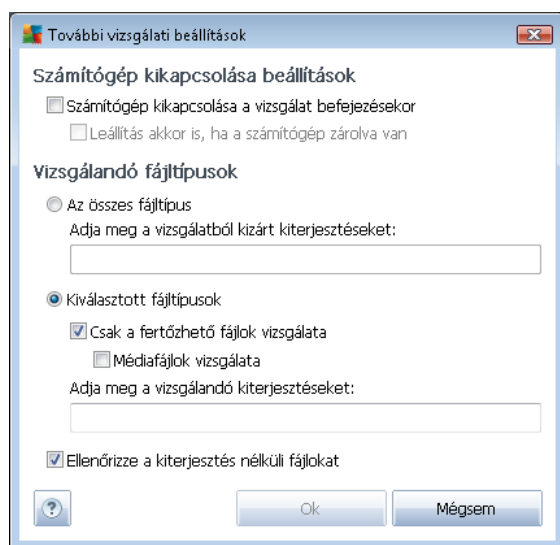 További vizsgálati beállítások
Számítógép kikapcsolása beállítások
Számítógép kikapcsolása a vizsgálat befejezésekor
Leállítás akkor is, ha a számítógép zárolva van
Vizsgálandó fájltípusok
Az összes fájltípus
Adja meg a vizsgálatból kizárt kiterjesztéseket:
Kiválasztott fájltípusok
Csak a fertőzhető fájlok vizsgálata
Médiafájlok vizsgálata
Adja meg a vizsgálandó kiterjesztéseket:
Ellenőrizze a kiterjesztés nélküli fájlokat
? Ok Mégsem